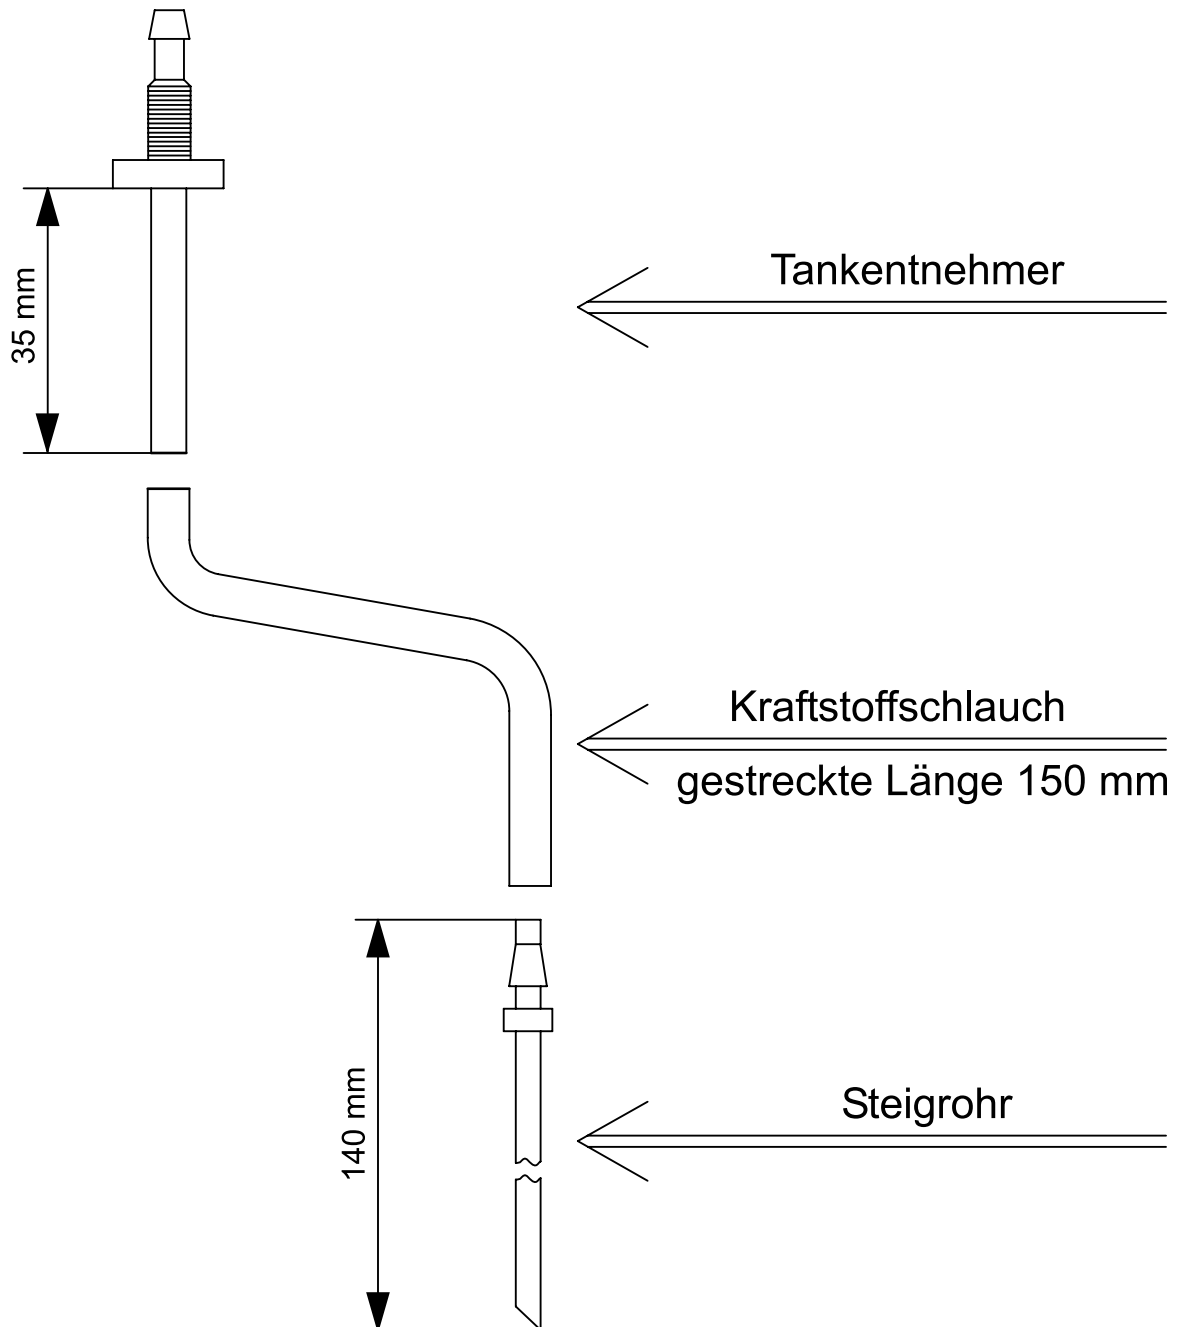 Tankentnehmer
35 mm
Kraftstoffschlauch
gestreckte Länge 150 mm
Steigrohr
140 mm